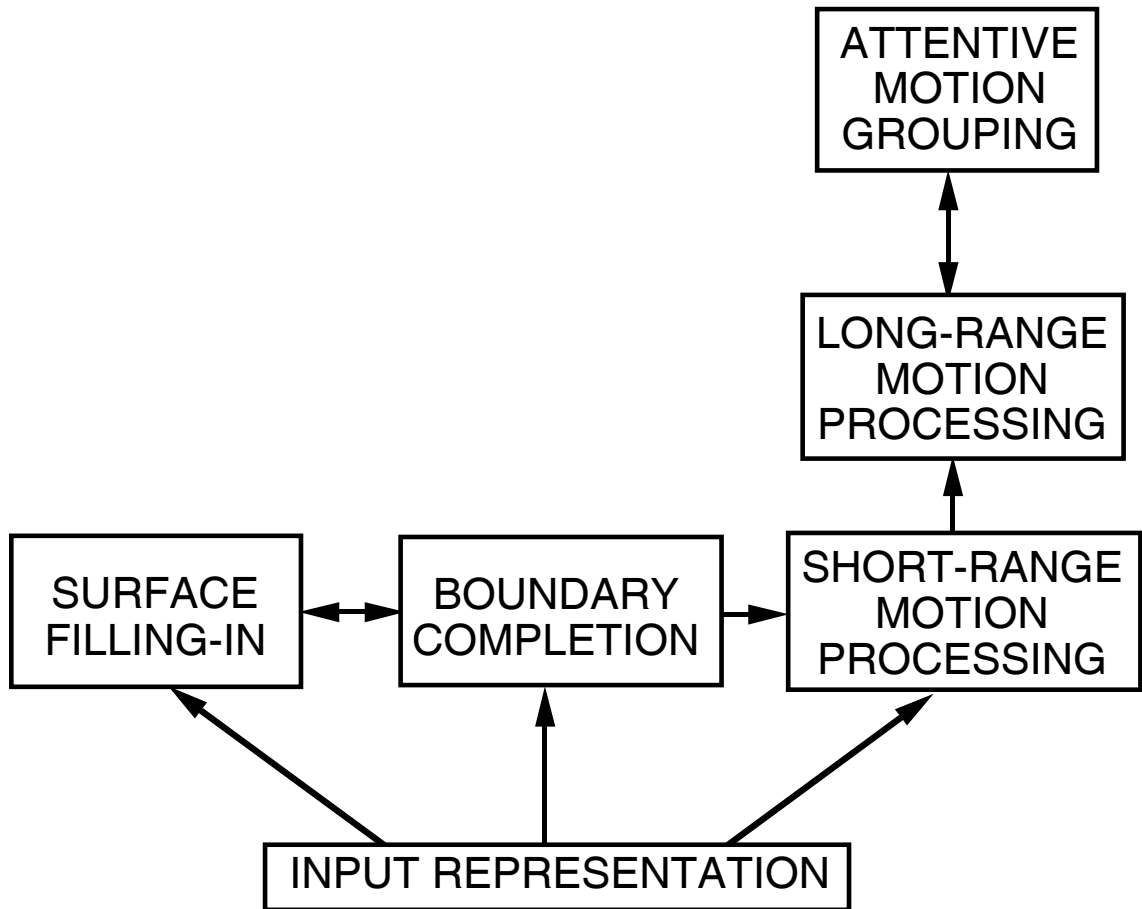 ATTENTIVE
MOTION
GROUPING
LONG-RANGE
MOTION
PROCESSING
SURFACE
FILLING-IN
BOUNDARY
COMPLETION
SHORT-RANGE
MOTION
PROCESSING
INPUT REPRESENTATION